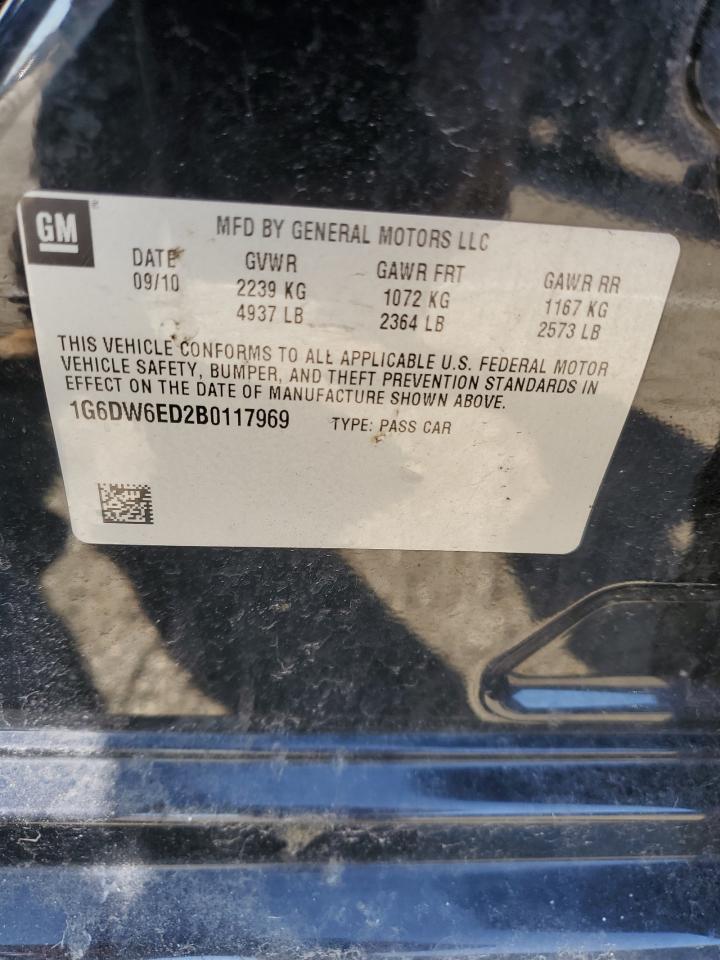 GM®
MFD BY GENERAL MOTORS LLC
DATE GVWR GAWR FRT GAWR RR
09/10 2239 KG 1072 KG 1167 KG
4937 LB 2364 LB 2573 LB
THIS VEHICLE CONFORMS TO ALL APPLICABLE U.S. FEDERAL MOTOR
VEHICLE SAFETY, BUMPER, AND THEFT PREVENTION STANDARDS IN
EFFECT ON THE DATE OF MANUFACTURE SHOWN ABOVE.
1G6DW6ED2B0117969 TYPE: PASS CAR